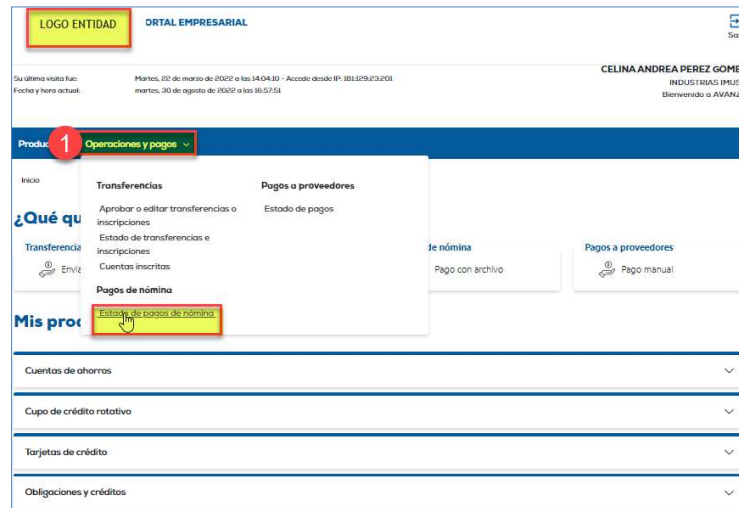 LOGO ENTIDAD
ORTAL EMPRESARIAL
Sa
Su última visita fue: Martes, 22 de marzo de 2022 a las 14:04:10 - Accede desde IP: 181.129.23.201
Fecha y hora actual: martes, 30 de agosto de 2022 a las 16:57:51
CELINA ANDREA PEREZ GOME
INDUSTRIAS IMUS
Bienvenido a AVANZ
Produc 1 Operaciones y pagos
Inicio
Transferencias Pagos a proveedores
Aprobar o editar transferencias o inscripciones Estado de pagos
Estado de transferencias e inscripciones
Cuentas inscritas
Pagos de nómina
Estado de pagos de nómina
¿Qué qu
Transferencia de nómina Pagos a proveedores
Envia Pago con archivo Pago manual
Mis prod
Cuentas de ahorros
Cupo de crédito rotativo
Tarjetas de crédito
Obligaciones y créditos